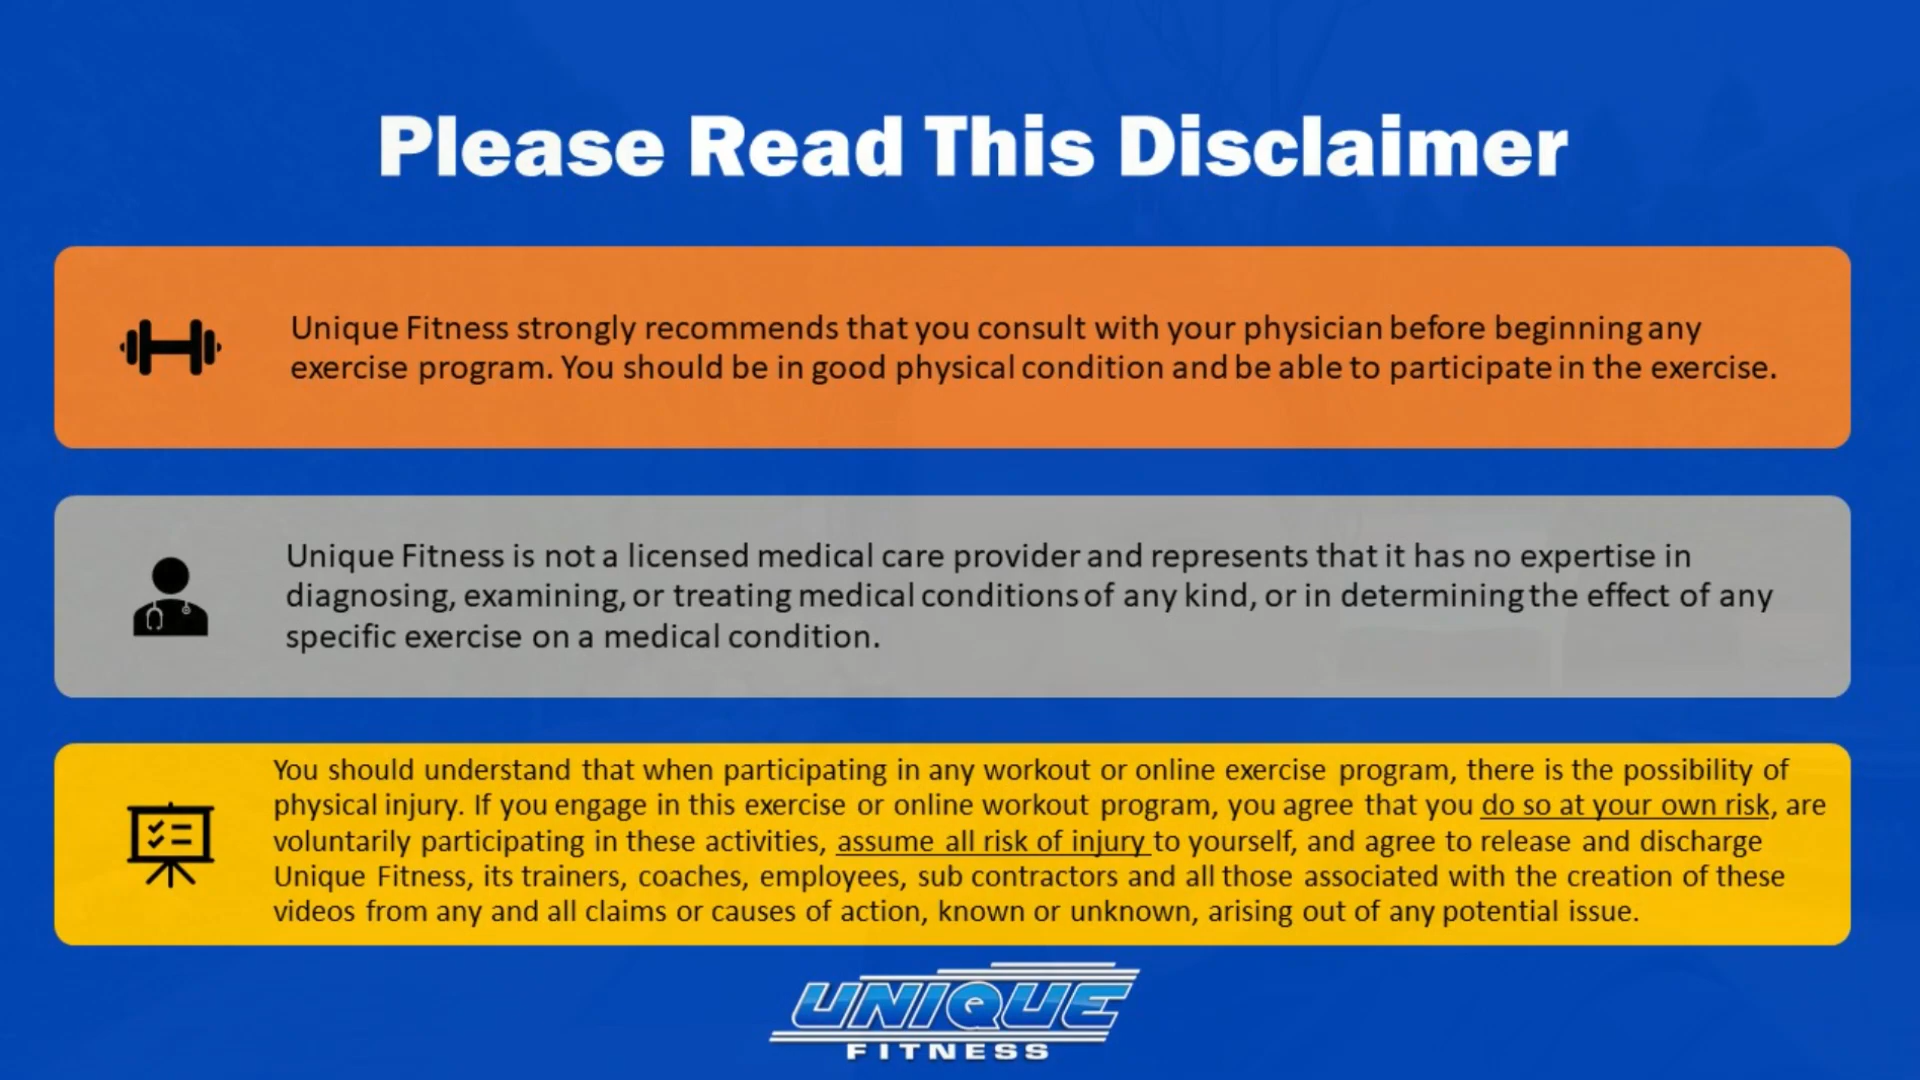 Please Read This Disclaimer
Unique Fitness strongly recommends that you consult with your physician before beginning any
exercise program. You should be in good physical condition and be able to participate in the exercise.
Unique Fitness is not a licensed medical care provider and represents that it has no expertise in
diagnosing, examining, or treating medical conditions of any kind, or in determining the effect of any
specific exercise on a medical condition.
You should understand that when participating in any workout or online exercise program, there is the possibility of
physical injury. If you engage in this exercise or online workout program, you agree that you do so at your own risk, are
voluntarily participating in these activities, assume all risk of injury to yourself, and agree to release and discharge
Unique Fitness, its trainers, coaches, employees, sub contractors and all those associated with the creation of these
videos from any and all claims or causes of action, known or unknown, arising out of any potential issue.
UNIQUE
FITNESS